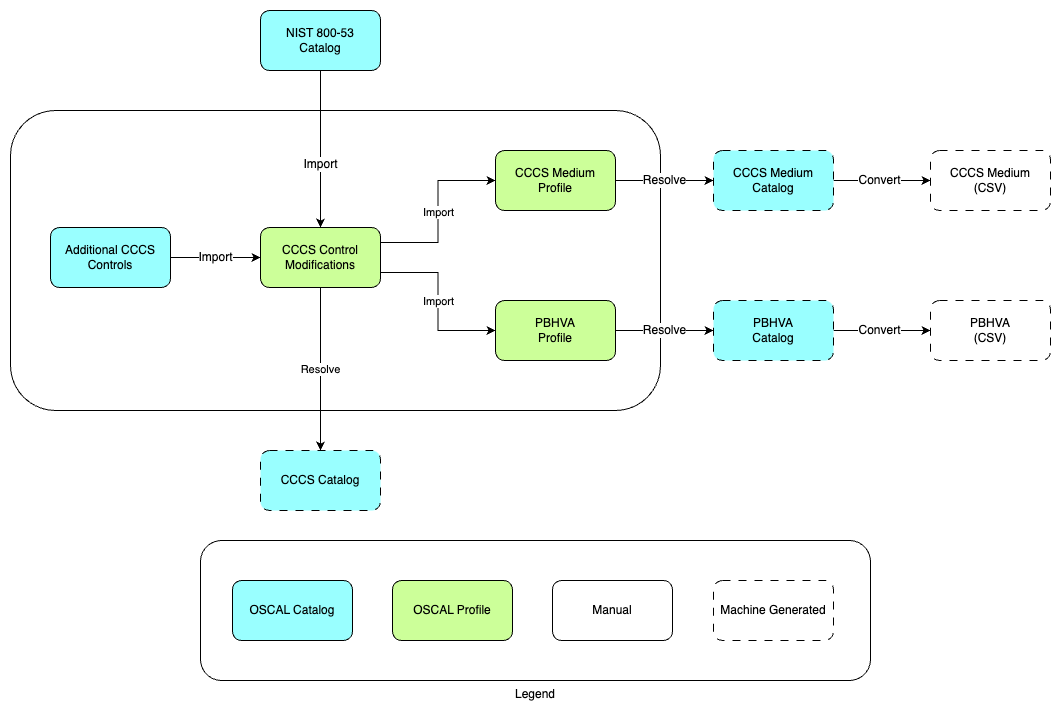 NIST 800-53
Catalog
Import
CCCS Medium
Profile
Resolve
CCCS Medium
Catalog
Convert
CCCS Medium
(CSV)
Import
Additional CCCS
Controls
Import
CCCS Control
Modifications
Import
PBHVA
Profile
Resolve
PBHVA
Catalog
Convert
PBHVA
(CSV)
Resolve
CCCS Catalog
OSCAL Catalog
OSCAL Profile
Manual
Machine Generated
Legend